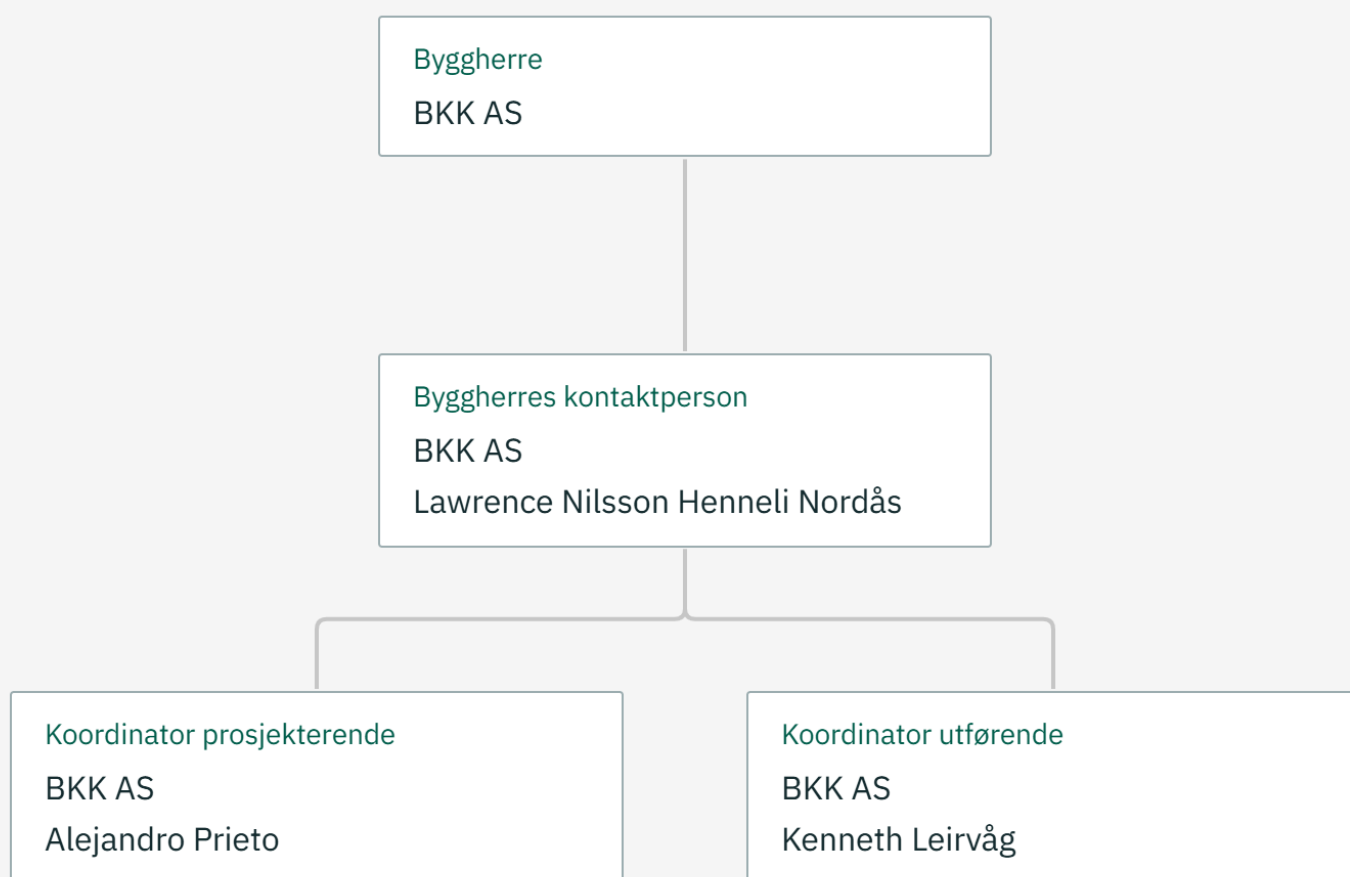 Byggherre
BKK AS
Byggherres kontaktperson
BKK AS
Lawrence Nilsson Henneli Nordås
Koordinator prosjekterende
BKK AS
Alejandro Prieto
Koordinator utførende
BKK AS
Kenneth Leirvåg